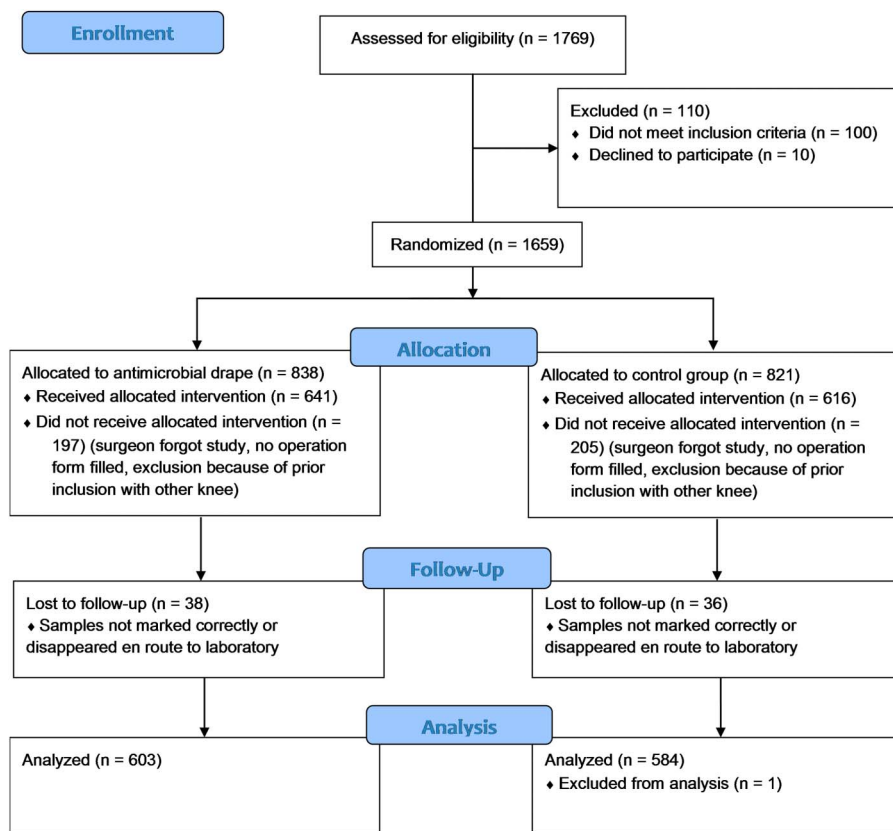 Enrollment
Assessed for eligibility (n = 1769)
Excluded (n = 110)
♦ Did not meet inclusion criteria (n = 100)
♦ Declined to participate (n = 10)
Randomized (n = 1659)
Allocation
Allocated to antimicrobial drape (n = 838)
♦ Received allocated intervention (n = 641)
♦ Did not receive allocated intervention (n =
197) (surgeon forgot study, no operation
form filled, exclusion because of prior
inclusion with other knee)
Allocated to control group (n = 821)
♦ Received allocated intervention (n = 616)
♦ Did not receive allocated intervention (n =
205) (surgeon forgot study, no operation
form filled, exclusion because of prior
inclusion with other knee)
Follow-Up
Lost to follow-up (n = 38)
♦ Samples not marked correctly or
disappeared en route to laboratory
Lost to follow-up (n = 36)
♦ Samples not marked correctly or
disappeared en route to laboratory
Analysis
Analyzed (n = 603)
Analyzed (n = 584)
♦ Excluded from analysis (n = 1)